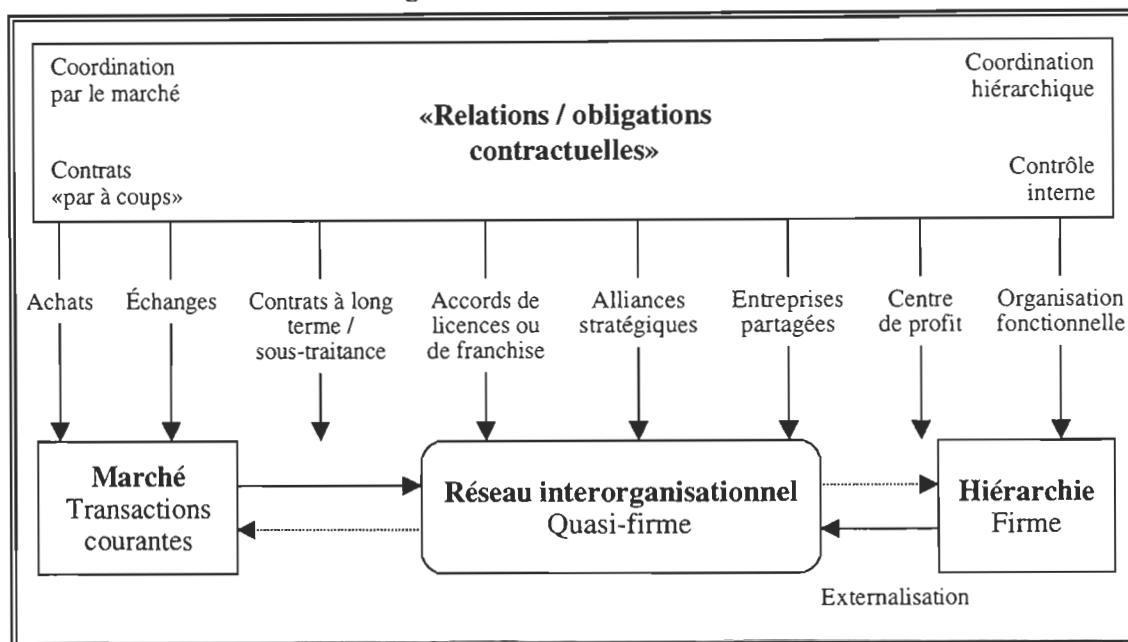 Coordination
par le marché
Coordination
hiérarchique
«Relations / obligations
contractuelles»
Contrats
«par à coups»
Contrôle
interne
Achats
Échanges
Contrats à long
terme /
sous-traitance
Accords de
licences ou
de franchise
Alliances
stratégiques
Entreprises
partagées
Centre
de profit
Organisation
fonctionnelle
Marché
Transactions
courantes
Réseau interorganisationnel
Quasi-firme
Hiérarchie
Firme
Externalisation